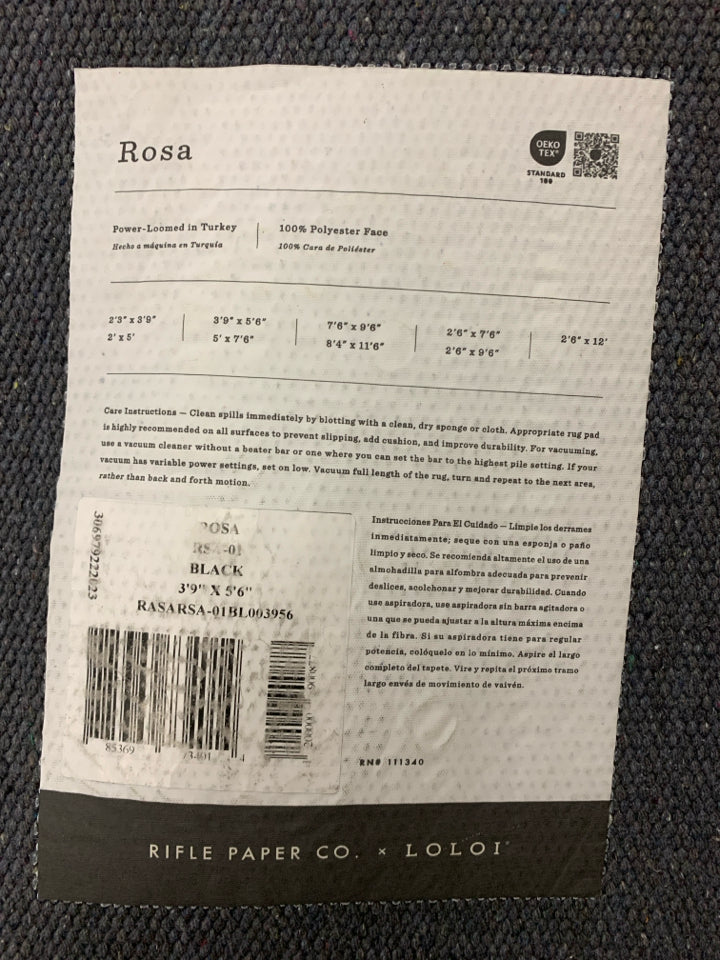 Rosa
OEKO
TEX®
STANDARD
100
Power-Loomed in Turkey
Hecho a máquina en Turquía
100% Polyester Face
100% Cara de Poliéster
2'3" x 3'9"
2' x 5'
3'9" x 5'6"
5' x 7'6"
7'6" x 9'6"
8'4" x 11'6"
2'6" x 7'6"
2'6" x 9'6"
2'6" x 12'
Care Instructions — Clean spills immediately by blotting with a clean, dry sponge or cloth. Appropriate rug pad
is highly recommended on all surfaces to prevent slipping, add cushion, and improve durability. For vacuuming,
use a vacuum cleaner without a beater bar or one where you can set the bar to the highest pile setting. If your
vacuum has variable power settings, set on low. Vacuum full length of the rug, turn and repeat to the next area,
rather than back and forth motion.
ROSA
BLACK
3'9" X 5'6"
RASARSA-01BL003956
85369
4
Instrucciones Para El Cuidado — Limpie los derrames
inmediatamente; seque con una esponja o paño
limpio y seco. Se recomienda altamente el uso de una
almohadilla para alfombra adecuada para prevenir
deslices, acolchonar y mejorar durabilidad. Cuando
use aspiradora, use aspiradora sin barra agitadora o
una que se pueda ajustar a la altura máxima encima
de la fibra. Si su aspiradora tiene para regular
potencia, colóquelo en lo mínimo. Aspire el largo
completo del tapete. Vire y repita el próximo tramo
largo envés de movimiento de vaivén.
RN# 111340
RIFLE PAPER CO. × LOLOI